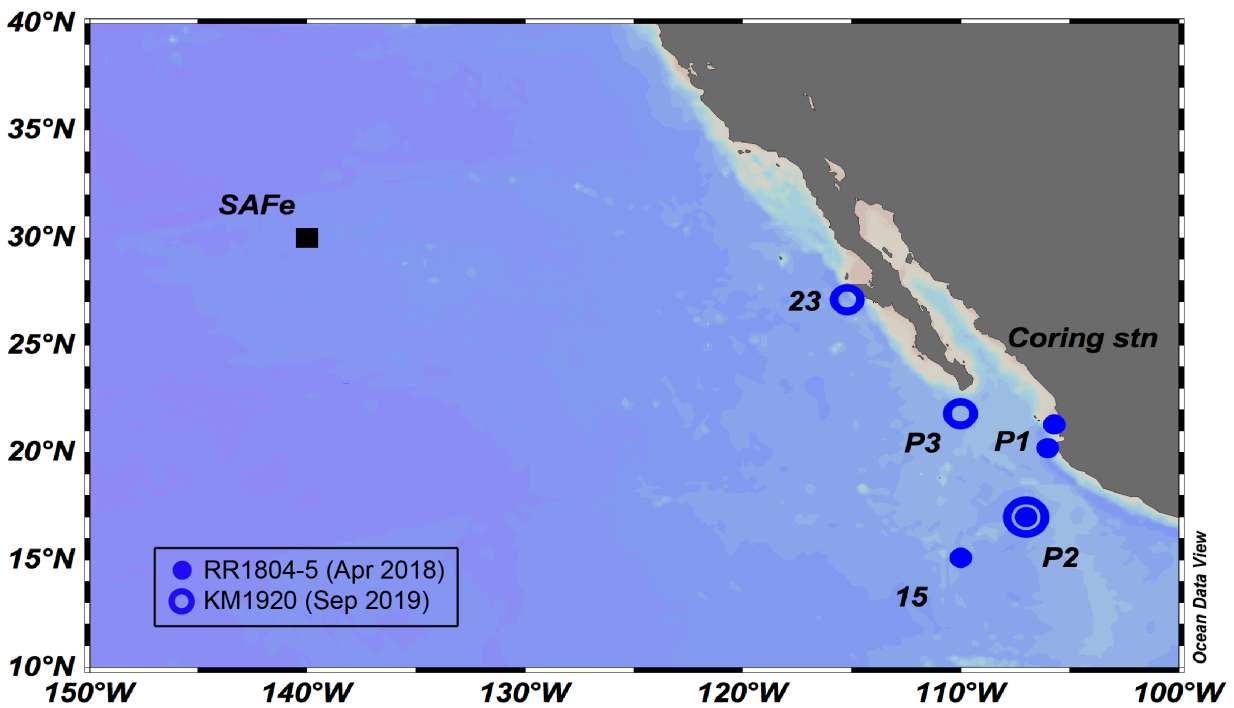 40°N
35°N
SAFe
30°N
23
25°N
Coring stn
P3
P1
20°N
15°N
P2
15
RR1804-5 (Apr 2018)
KM1920 (Sep 2019)
10°N
150°W 140°W 130°W 120°W 110°W 100°W
Ocean Data View